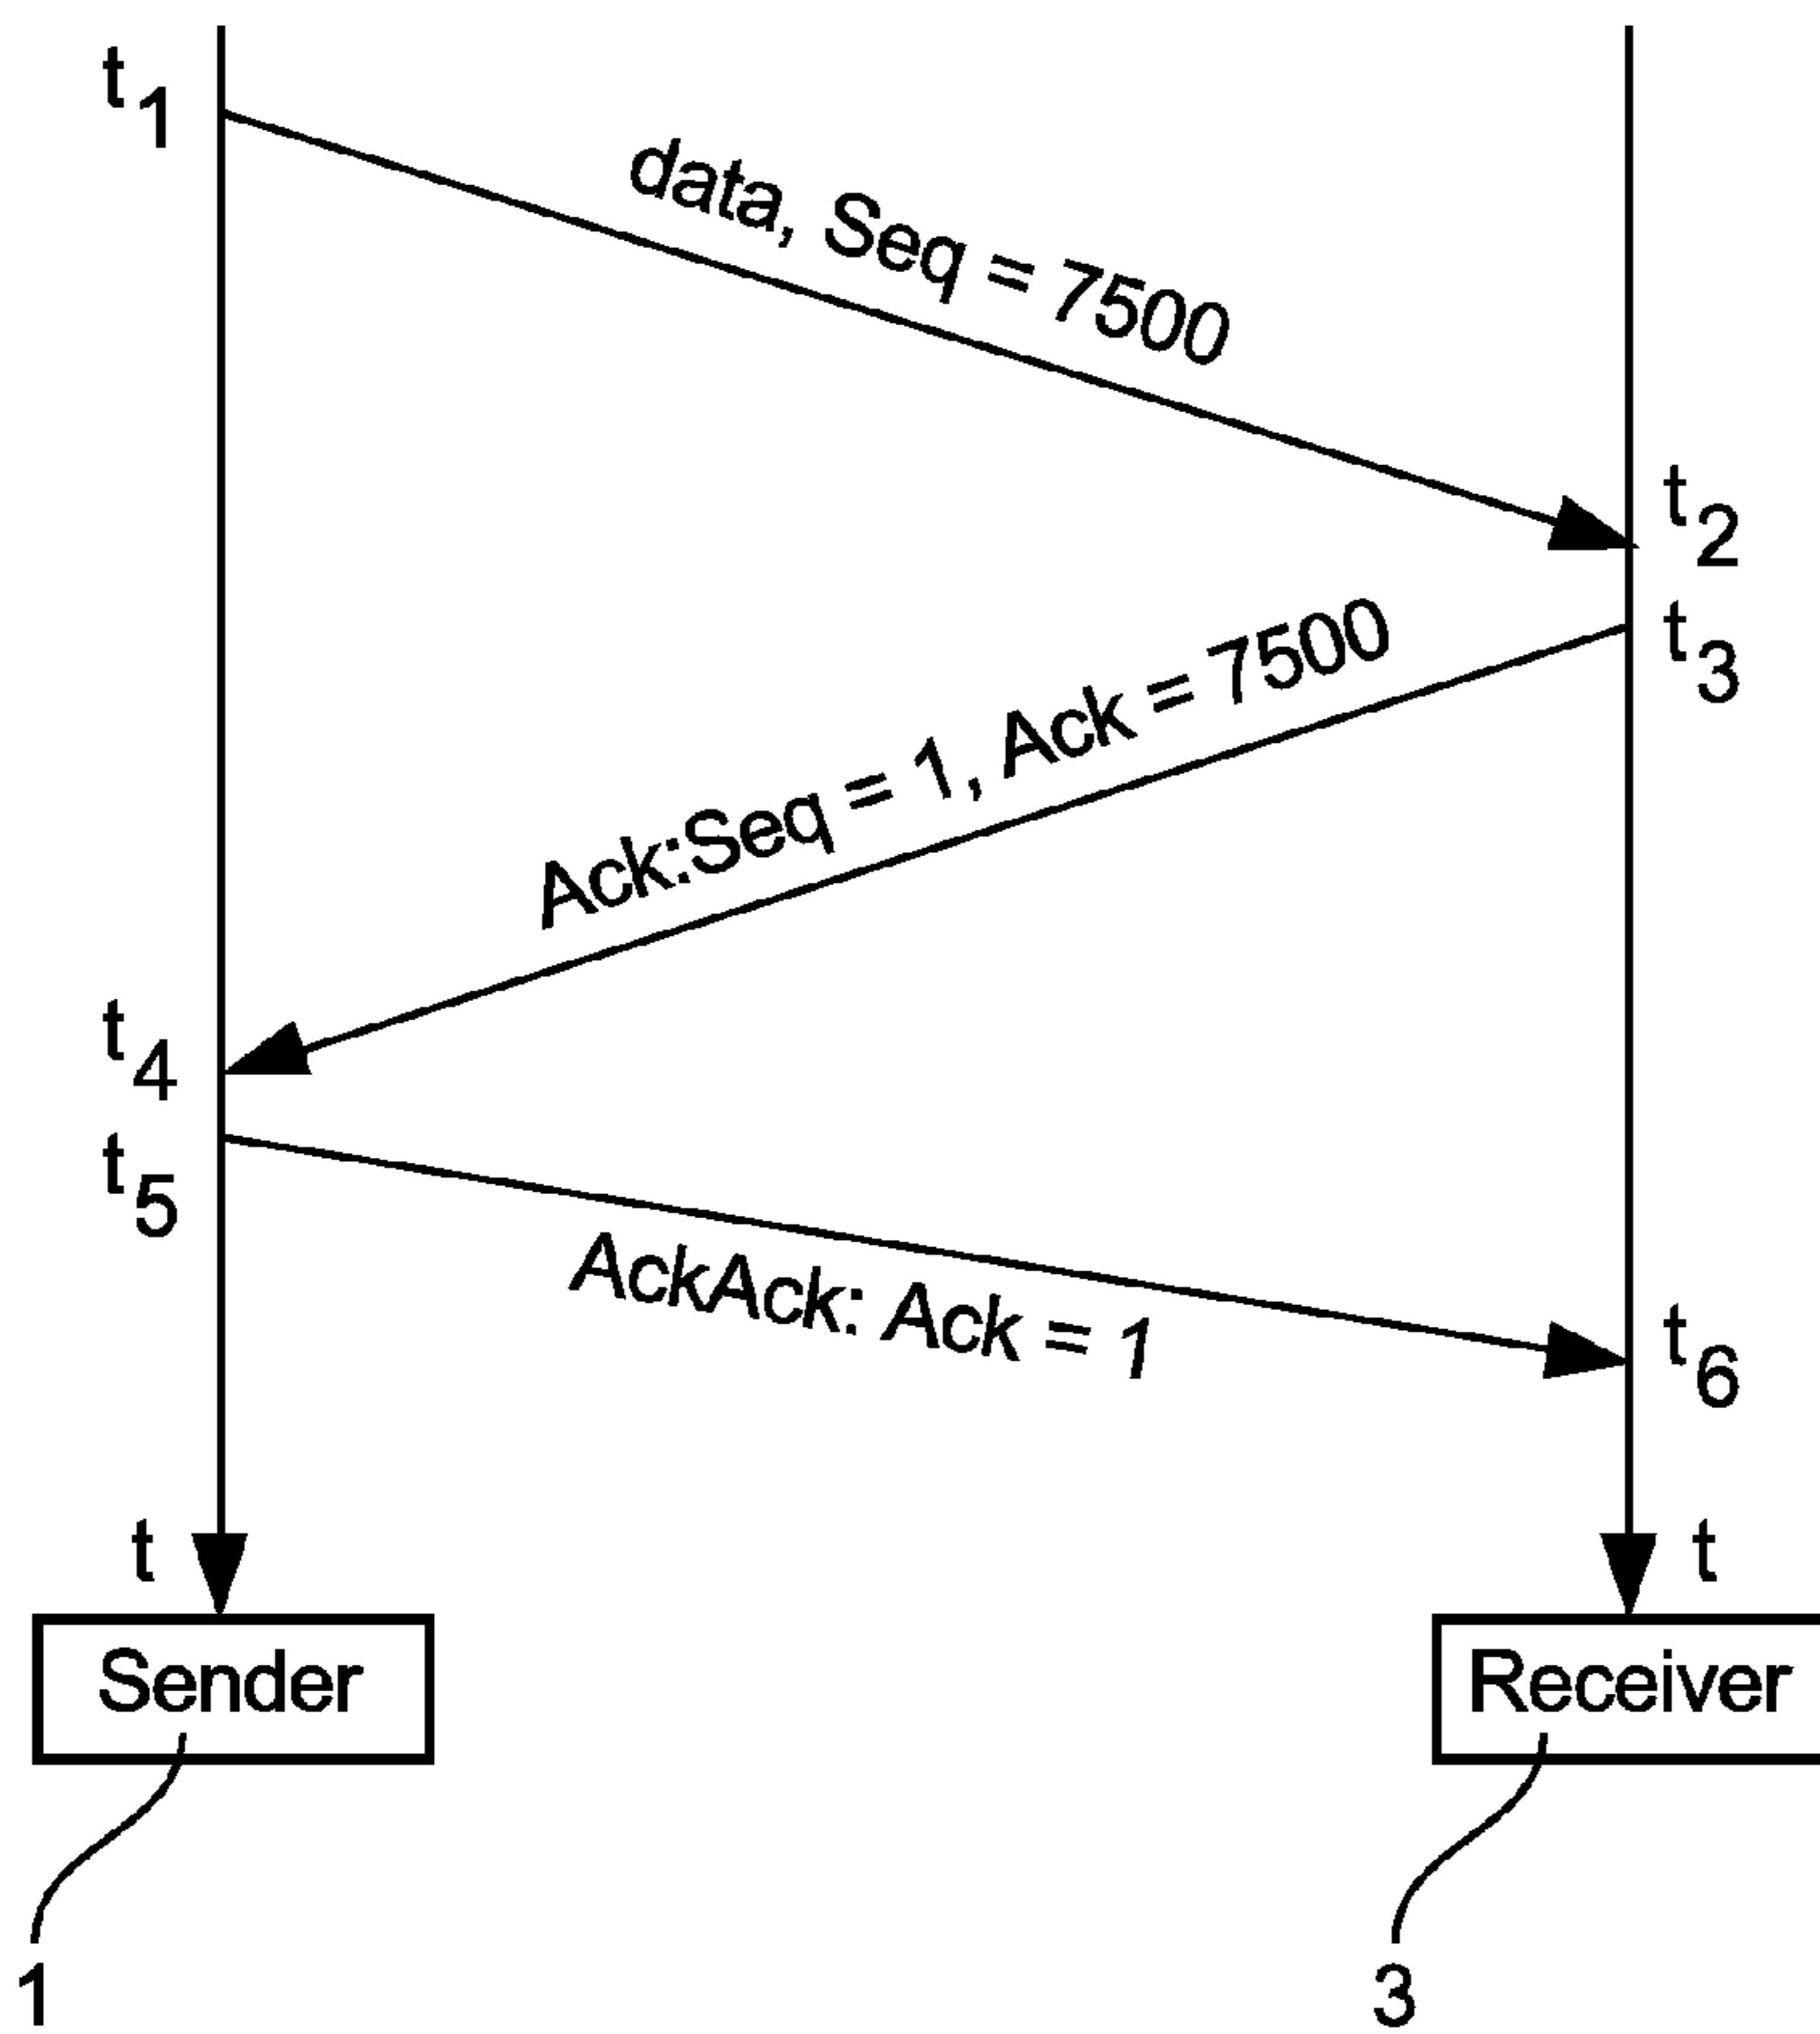 t1
data, Seq = 7500
t2
t3
Ack:Seq = 1, Ack = 7500
t4
t5
AckAck: Ack = 1
t6
t
t
Sender
Receiver
1
3